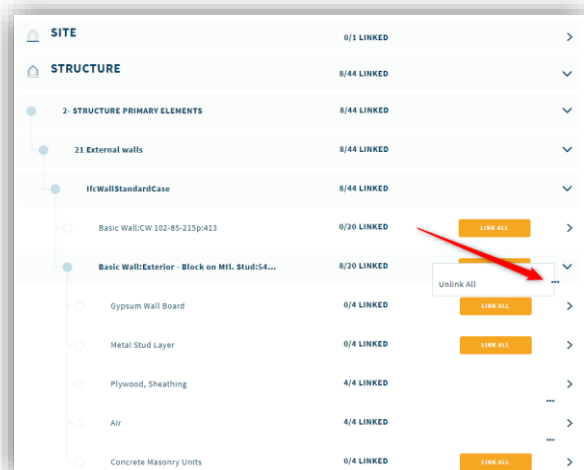 SITE 0/1 LINKED
STRUCTURE 8/44 LINKED
2- STRUCTURE PRIMARY ELEMENTS 8/44 LINKED
21 External walls 8/44 LINKED
IfcWallStandardCase 8/44 LINKED
Basic Wall:CW 102-85-215p:413 0/20 LINKED LINK ALL
Basic Wall:Exterior - Block on Mtl. Stud:54... 8/20 LINKED
Unlink All ...
Gypsum Wall Board 0/4 LINKED LINK ALL
Metal Stud Layer 0/4 LINKED LINK ALL
Plywood, Sheathing 4/4 LINKED
...
Air 4/4 LINKED
...
Concrete Masonry Units 0/4 LINKED LINK ALL